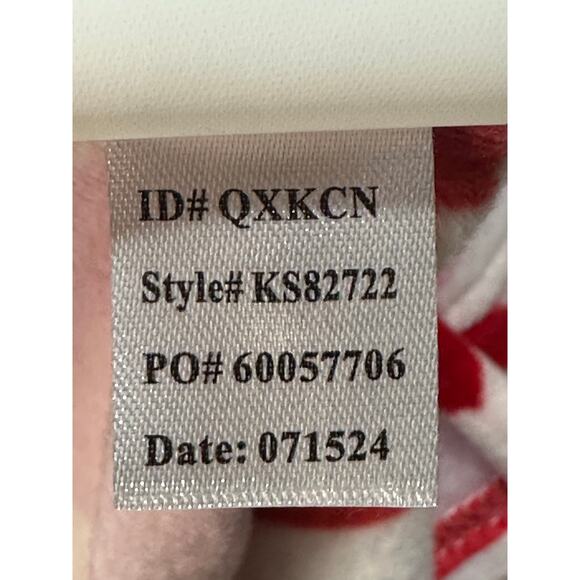 ID# QXKCN
Style# KS82722
PO# 60057706
Date: 071524